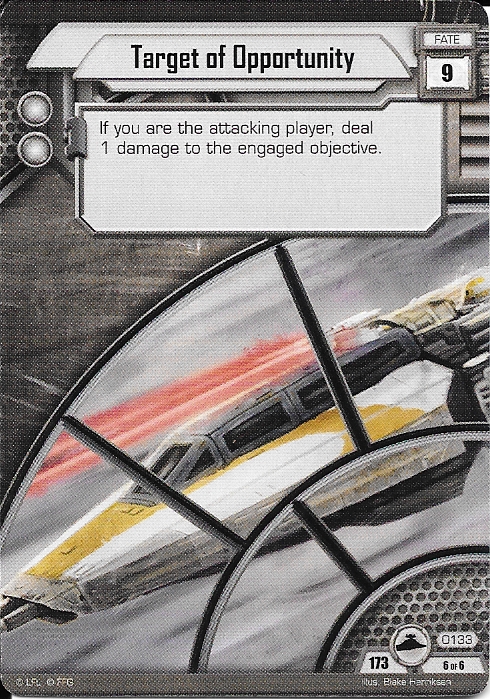 FATE
Target of Opportunity
9
If you are the attacking player, deal
1 damage to the engaged objective.
0133
173
6 OF 6
© LFL © FFG
Illus. Blake Henriksen